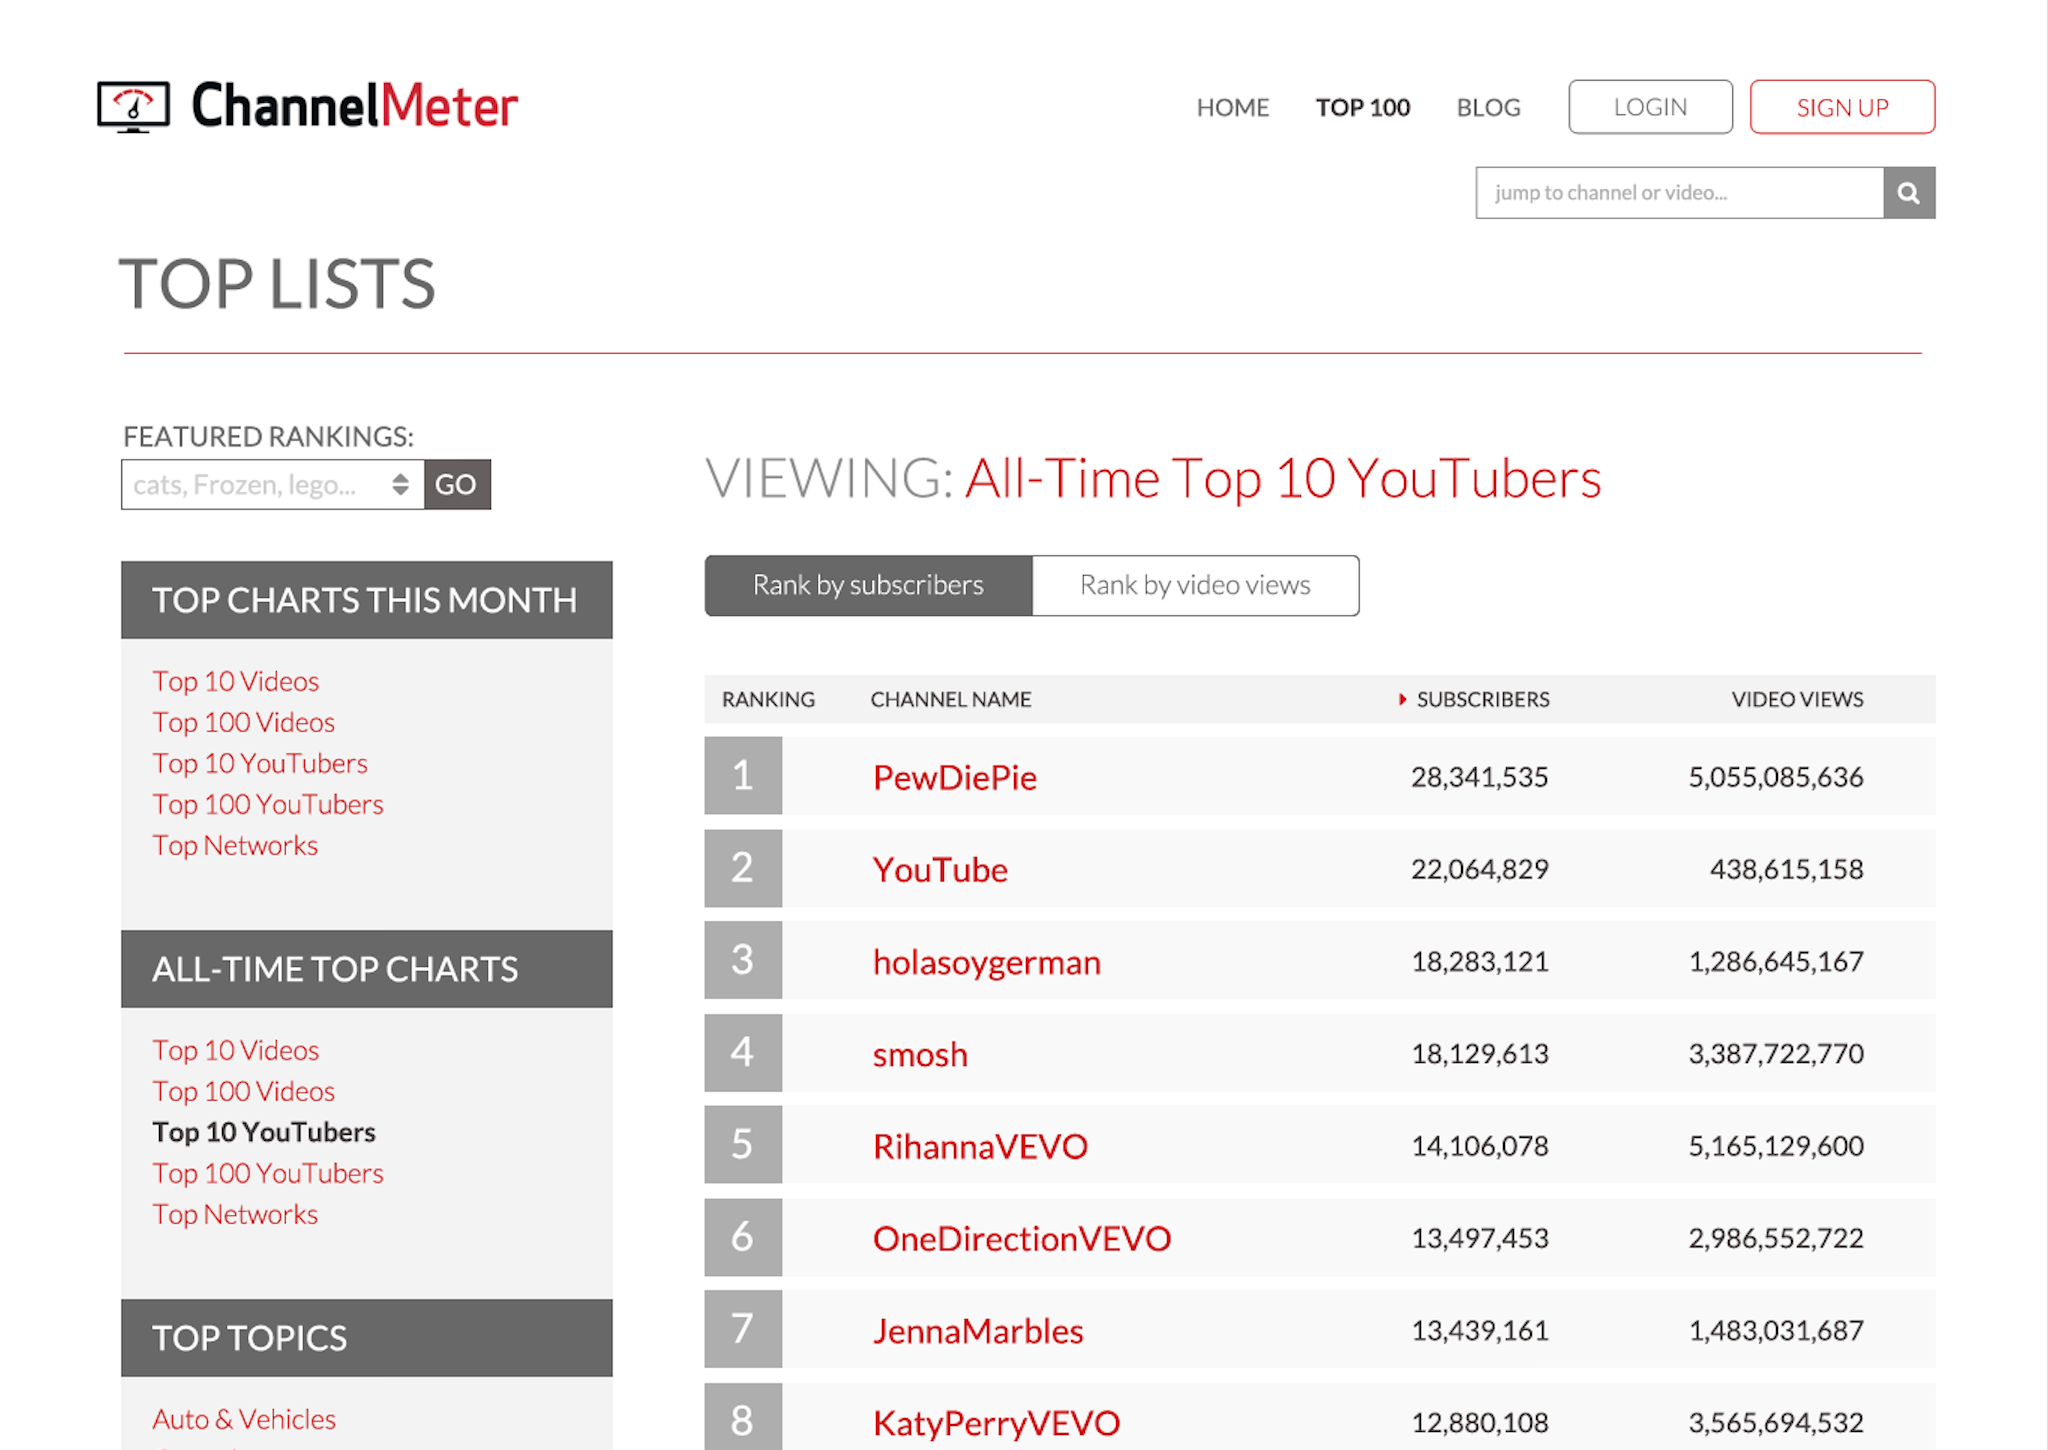 ChannelMeter
HOME TOP 100 BLOG LOGIN SIGN UP
jump to channel or video...
TOP LISTS
FEATURED RANKINGS:
cats, Frozen, lego... GO
TOP CHARTS THIS MONTH
Top 10 Videos
Top 100 Videos
Top 10 YouTubers
Top 100 YouTubers
Top Networks
ALL-TIME TOP CHARTS
Top 10 Videos
Top 100 Videos
Top 10 YouTubers
Top 100 YouTubers
Top Networks
TOP TOPICS
Auto & Vehicles
VIEWING: All-Time Top 10 YouTubers
Rank by subscribers Rank by video views
RANKING CHANNEL NAME SUBSCRIBERS VIDEO VIEWS
1 PewDiePie 28,341,535 5,055,085,636
2 YouTube 22,064,829 438,615,158
3 holasoygerman 18,283,121 1,286,645,167
4 smosh 18,129,613 3,387,722,770
5 RihannaVEVO 14,106,078 5,165,129,600
6 OneDirectionVEVO 13,497,453 2,986,552,722
7 JennaMarbles 13,439,161 1,483,031,687
8 KatyPerryVEVO 12,880,108 3,565,694,532